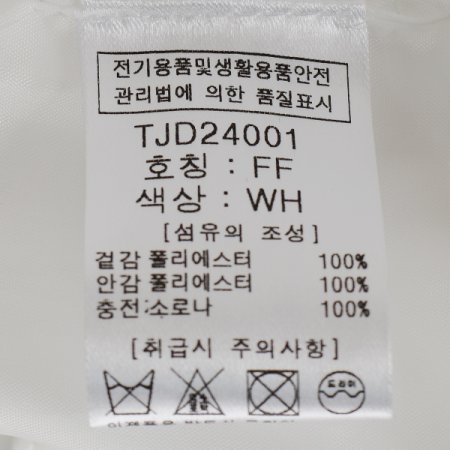 전기용품및생활용품안전
관리법에 의한 품질표시
TJD24001
호칭 : FF
색상 : WH
[섬유의 조성]
겉감 폴리에스터 100%
안감 폴리에스터 100%
충전 소로나 100%
[취급시 주의사항]
드라이